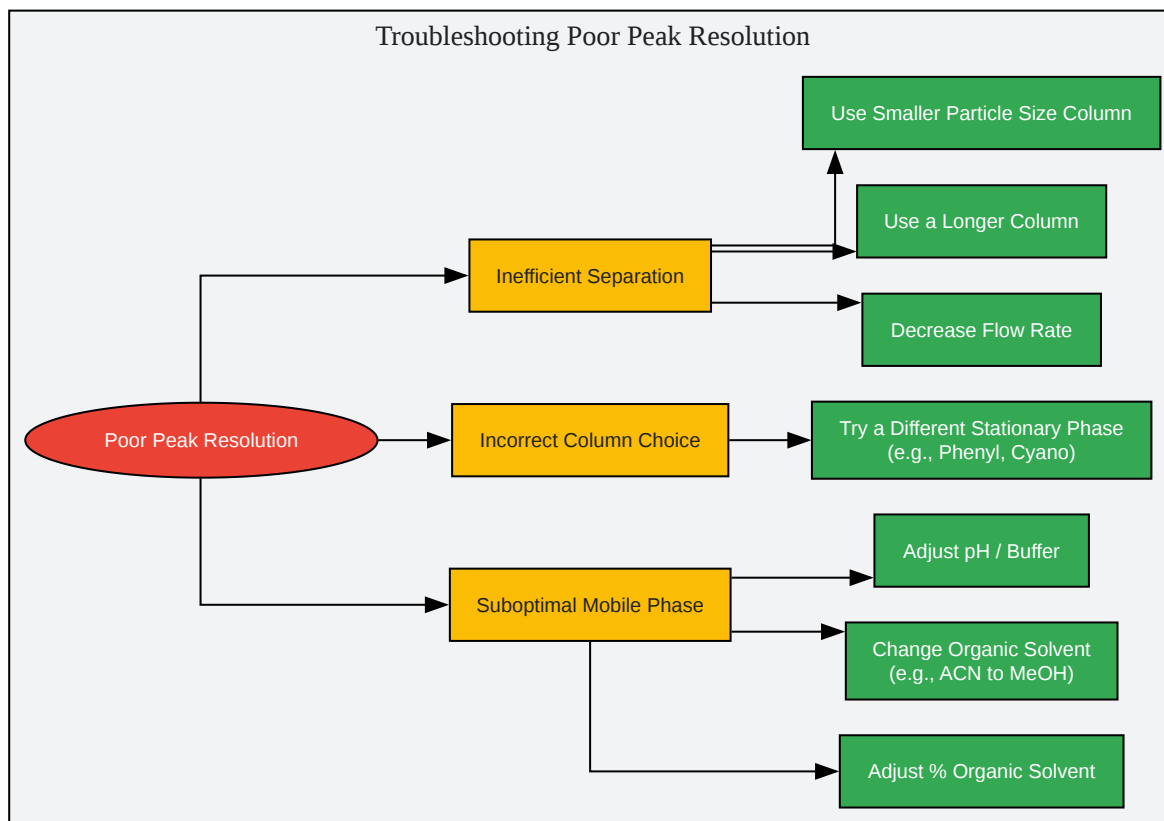 Troubleshooting Poor Peak Resolution
Use Smaller Particle Size Column
Use a Longer Column
Inefficient Separation
Decrease Flow Rate
Poor Peak Resolution
Incorrect Column Choice
Try a Different Stationary Phase
(e.g., Phenyl, Cyano)
Adjust pH / Buffer
Suboptimal Mobile Phase
Change Organic Solvent
(e.g., ACN to MeOH)
Adjust % Organic Solvent